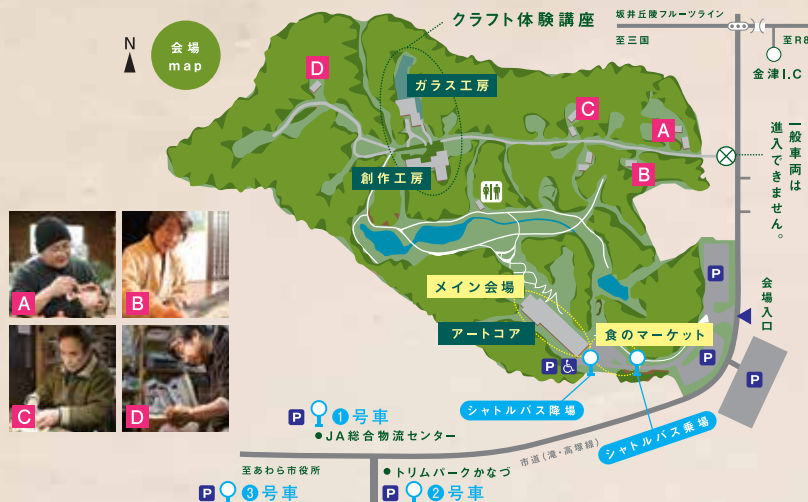 クラフト体験講座
坂井丘陵フルーツライン
至三国
至R8
金津I.C
N
会場
map
D
ガラス工房
C
A
B
創作工房
一般車両は
進入できません。
P
メイン会場
アートコア
食のマーケット
会場入口
P
P
P
シャトルバス降場
シャトルバス乗場
A
B
C
D
P
1号車
JA総合物流センター
市道(滝・高塚線)
至あわら市役所
トリムパークかなづ
P
3号車
P
2号車